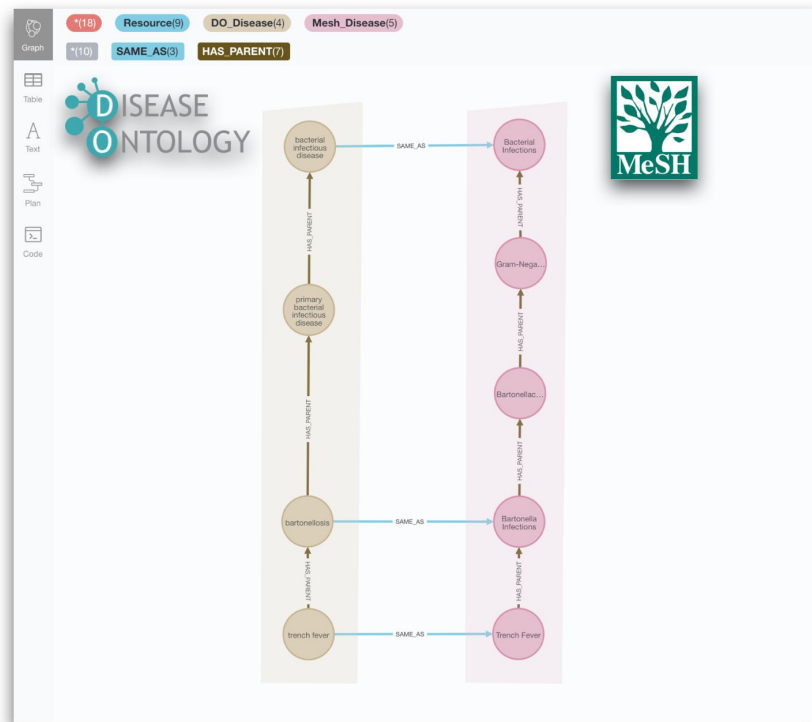 *(18) Resource(9) DO_Disease(4) Mesh_Disease(5)
Graph
*(10) SAME_AS(3) HAS_PARENT(7)
Table
Text
Plan
Code
DISEASE
ONTOLOGY
MeSH
bacterial
infectious
disease
SAME_AS
Bacterial
Infections
HAS_PARENT
HAS_PARENT
Gram-Nega...
primary
bacterial
infectious
disease
HAS_PARENT
HAS_PARENT
Bartonellac...
HAS_PARENT
bartonellosis
SAME_AS
Bartonella
Infections
HAS_PARENT
HAS_PARENT
trench fever
SAME_AS
Trench Fever